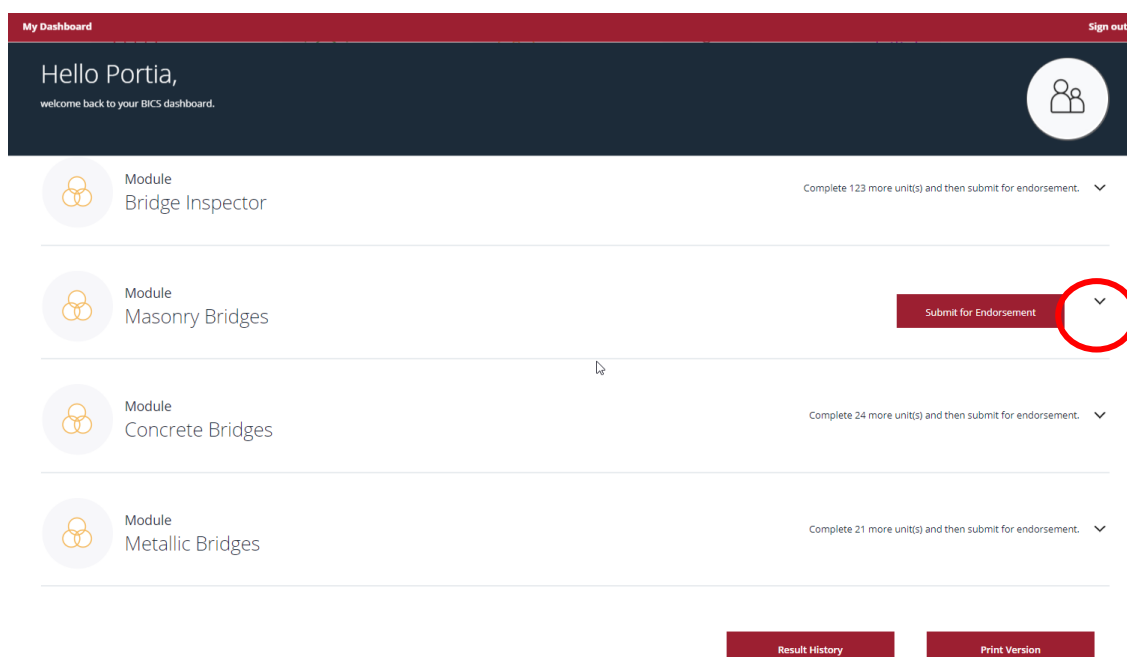 My Dashboard
Sign out
Hello Portia,
welcome back to your BICS dashboard.
Module
Bridge Inspector
Complete 123 more unit(s) and then submit for endorsement.
Module
Masonry Bridges
Submit for Endorsement
Module
Concrete Bridges
Complete 24 more unit(s) and then submit for endorsement.
Module
Metallic Bridges
Complete 21 more unit(s) and then submit for endorsement.
Result History
Print Version